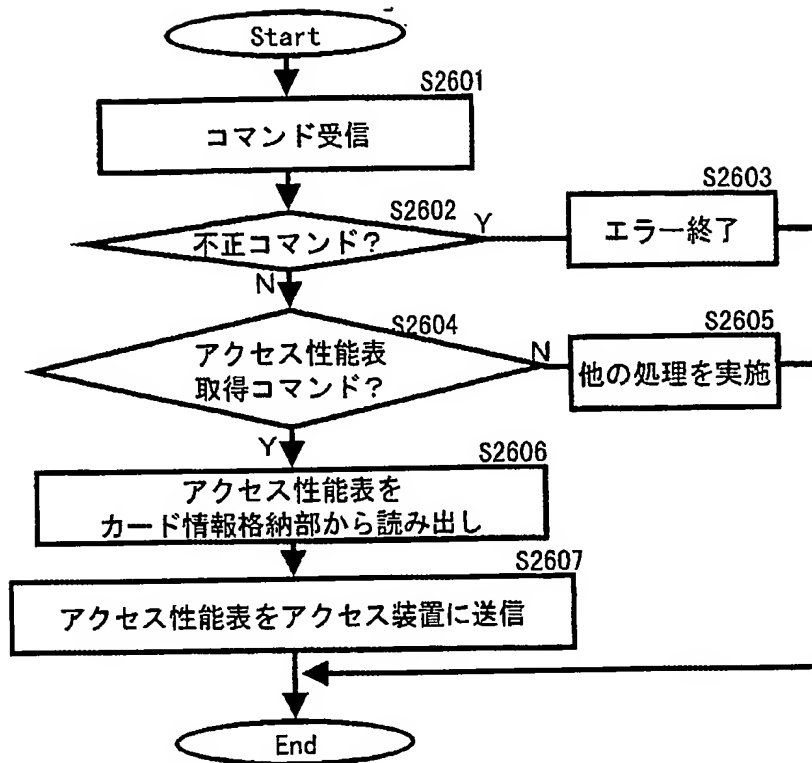 Start
S2601
コマンド受信
S2602
不正コマンド?
Y
N
S2603
エラー終了
S2604
アクセス性能表
取得コマンド?
N
Y
S2605
他の処理を実施
S2606
アクセス性能表を
カード情報格納部から読み出し
S2607
アクセス性能表をアクセス装置に送信
End